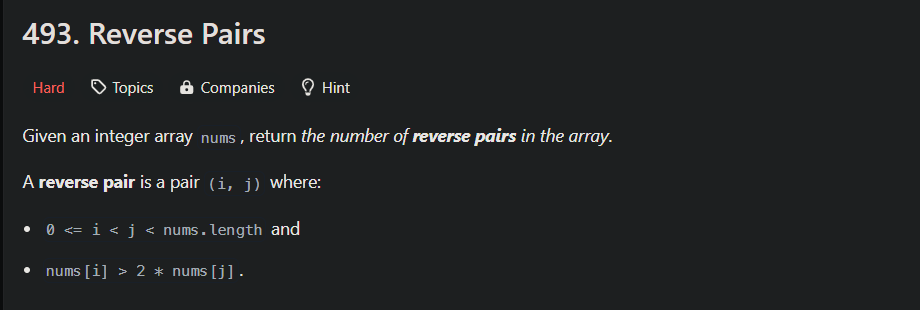 493. Reverse Pairs
Hard Topics Companies Hint
Given an integer array nums, return the number of reverse pairs in the array.
A reverse pair is a pair (i, j) where:
• 0 <= i < j < nums.length and
• nums[i] > 2 * nums[j].